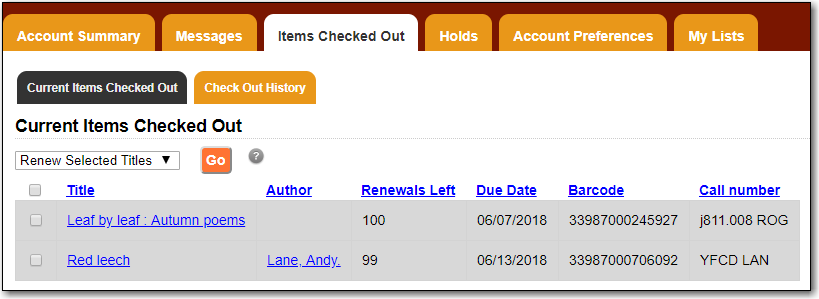 Account Summary Messages Items Checked Out Holds Account Preferences My Lists
Current Items Checked Out Check Out History
Current Items Checked Out
Renew Selected Titles ▼ Go ?
Title Author Renewals Left Due Date Barcode Call number
Leaf by leaf : Autumn poems 100 06/07/2018 33987000245927 j811.008 ROG
Red leech Lane, Andy. 99 06/13/2018 33987000706092 YFCD LAN